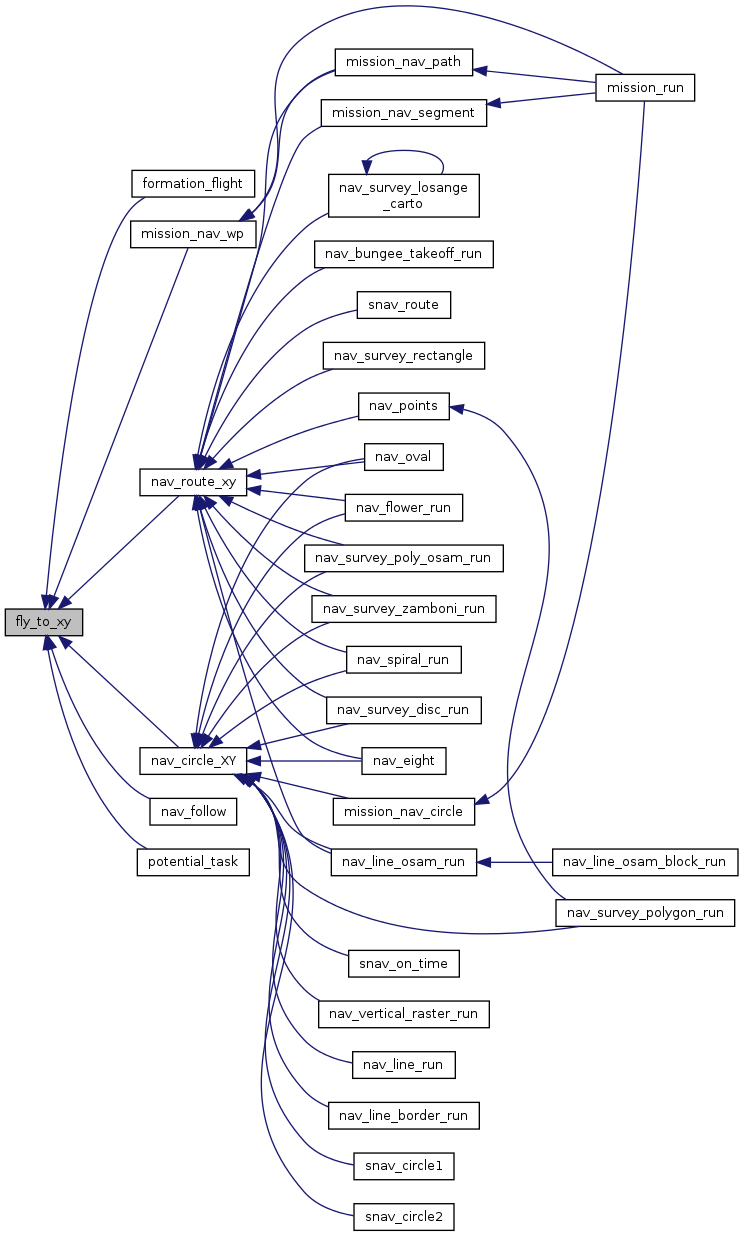 mission_nav_path
mission_run
mission_nav_segment
formation_flight
nav_survey_losange
_carto
mission_nav_wp
nav_bungee_takeoff_run
snav_route
nav_survey_rectangle
nav_points
nav_oval
nav_route_xy
nav_flower_run
nav_survey_poly_osam_run
nav_survey_zamboni_run
fly_to_xy
nav_spiral_run
nav_survey_disc_run
nav_circle_XY
nav_eight
nav_follow
mission_nav_circle
potential_task
nav_line_osam_run
nav_line_osam_block_run
nav_survey_polygon_run
snav_on_time
nav_vertical_raster_run
nav_line_run
nav_line_border_run
snav_circle1
snav_circle2